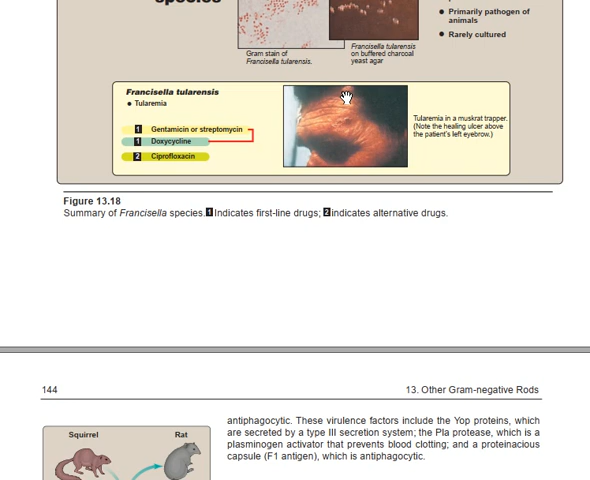 species
Gram stain of
Francisella tularensis.
Francisella tularensis
on buffered charcoal
yeast agar
● Primarily pathogen of
animals
● Rarely cultured
Francisella tularensis
● Tularemia
1 Gentamicin or streptomycin
1 Doxycycline
2 Ciprofloxacin
Tularemia in a muskrat trapper.
(Note the healing ulcer above
the patient's left eyebrow.)
Figure 13.18
Summary of Francisella species. 1 Indicates first-line drugs; 2 indicates alternative drugs.
144
13. Other Gram-negative Rods
Squirrel
Rat
antiphagocytic. These virulence factors include the Yop proteins, which
are secreted by a type III secretion system; the Pla protease, which is a
plasminogen activator that prevents blood clotting; and a proteinacious
capsule (F1 antigen), which is antiphagocytic.